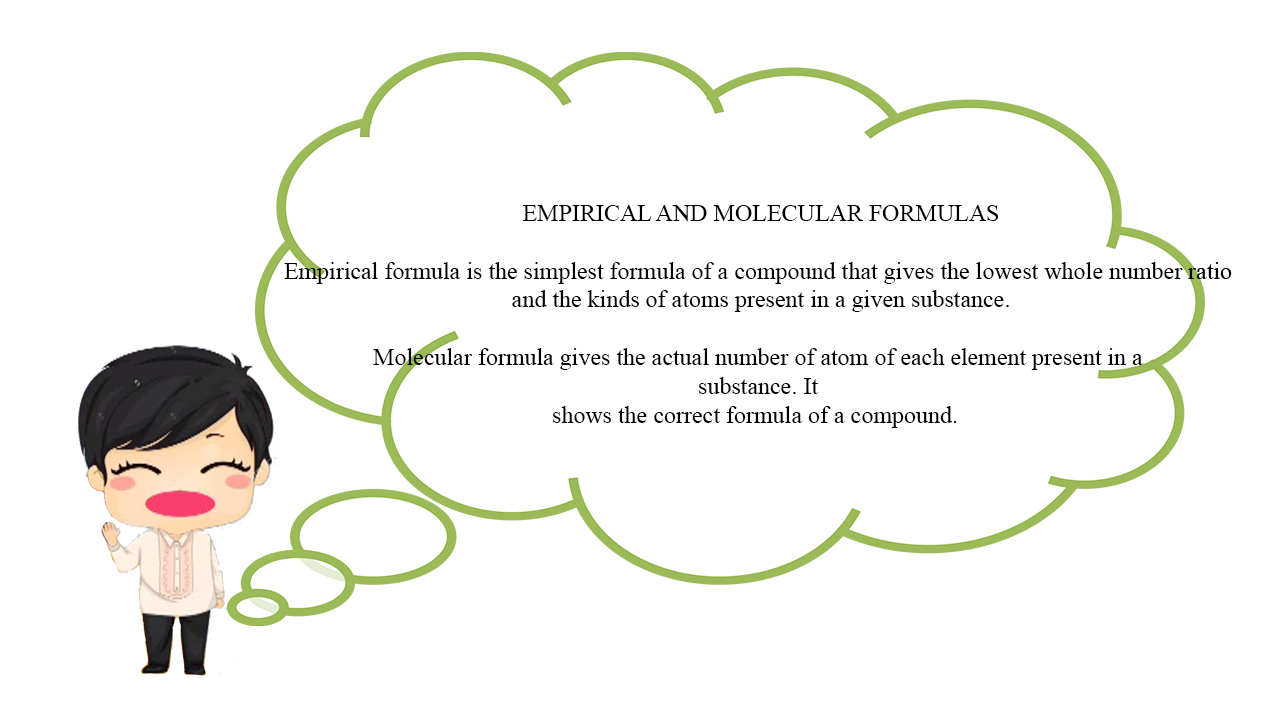 EMPIRICAL AND MOLECULAR FORMULAS
Empirical formula is the simplest formula of a compound that gives the lowest whole number ratio
and the kinds of atoms present in a given substance.
Molecular formula gives the actual number of atom of each element present in a
substance. It
shows the correct formula of a compound.